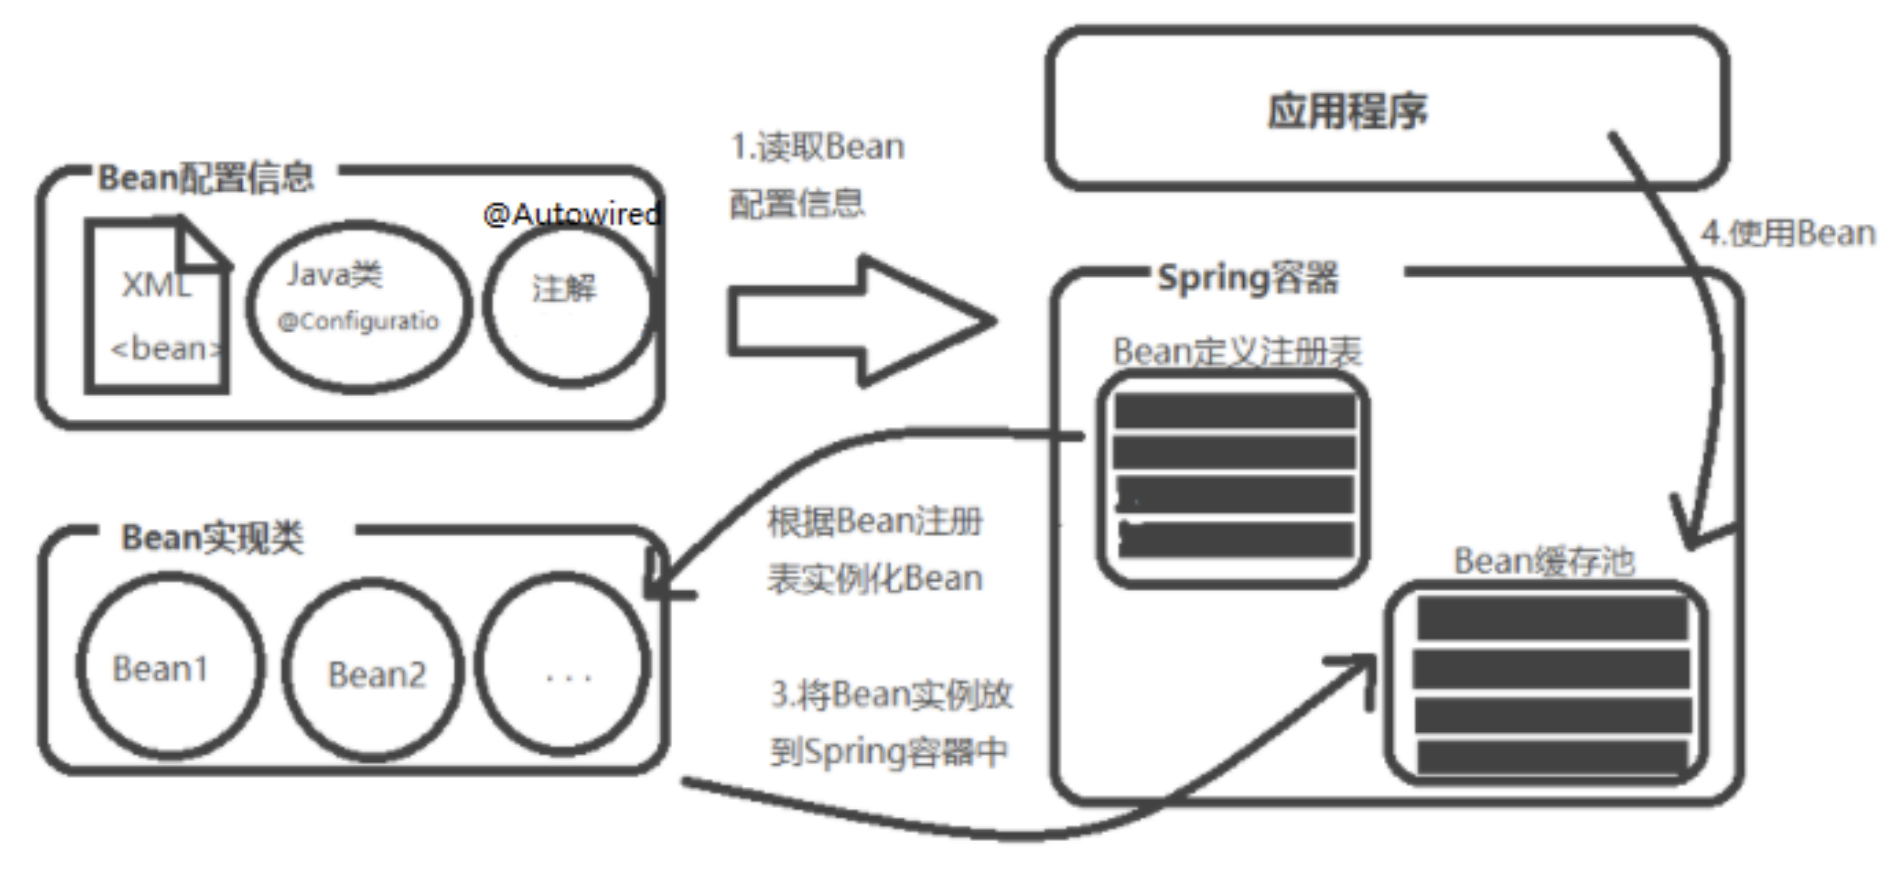 应用程序
1.读取Bean
配置信息
Bean配置信息
@Autowired
XML
<bean>
Java类
@Configuratio
注解
4.使用Bean
Spring容器
Bean定义注册表
根据Bean注册
表实例化Bean
Bean实现类
Bean1
Bean2
...
Bean缓存池
3.将Bean实例放
到Spring容器中